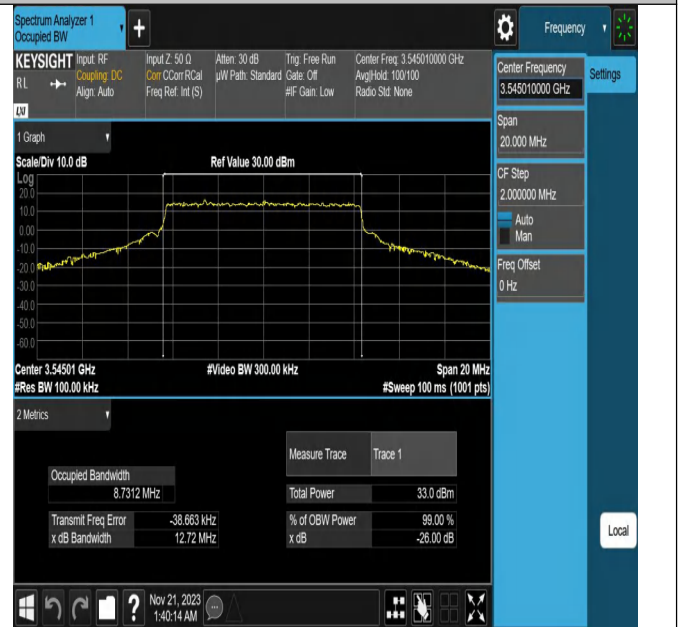 Spectrum Analyzer 1
Occupied BW
+
Frequency
KEYSIGHT
RL
LXI
Input: RF
Coupling: DC
Align: Auto
Input Z: 50 Ω
Corr CCorr RCal
Freq Ref: Int (S)
Atten: 30 dB
µW Path: Standard
Trig: Free Run
Gate: Off
#IF Gain: Low
Center Freq: 3.545010000 GHz
Avg|Hold: 100/100
Radio Std: None
Center Frequency
3.545010000 GHz
Settings
Span
20.000 MHz
CF Step
2.000000 MHz
Auto
Man
Freq Offset
0 Hz
1 Graph
Scale/Div 10.0 dB
Ref Value 30.00 dBm
Log
20.0
10.0
0.00
-10.0
-20.0
-30.0
-40.0
-50.0
-60.0
Center 3.54501 GHz
#Video BW 300.00 kHz
Span 20 MHz
#Res BW 100.00 kHz
#Sweep 100 ms (1001 pts)
2 Metrics
Measure Trace
Trace 1
Occupied Bandwidth
8.7312 MHz
Total Power
33.0 dBm
Transmit Freq Error
-38.663 kHz
% of OBW Power
99.00 %
x dB Bandwidth
12.72 MHz
x dB
-26.00 dB
Local
?
Nov 21, 2023
1:40:14 AM